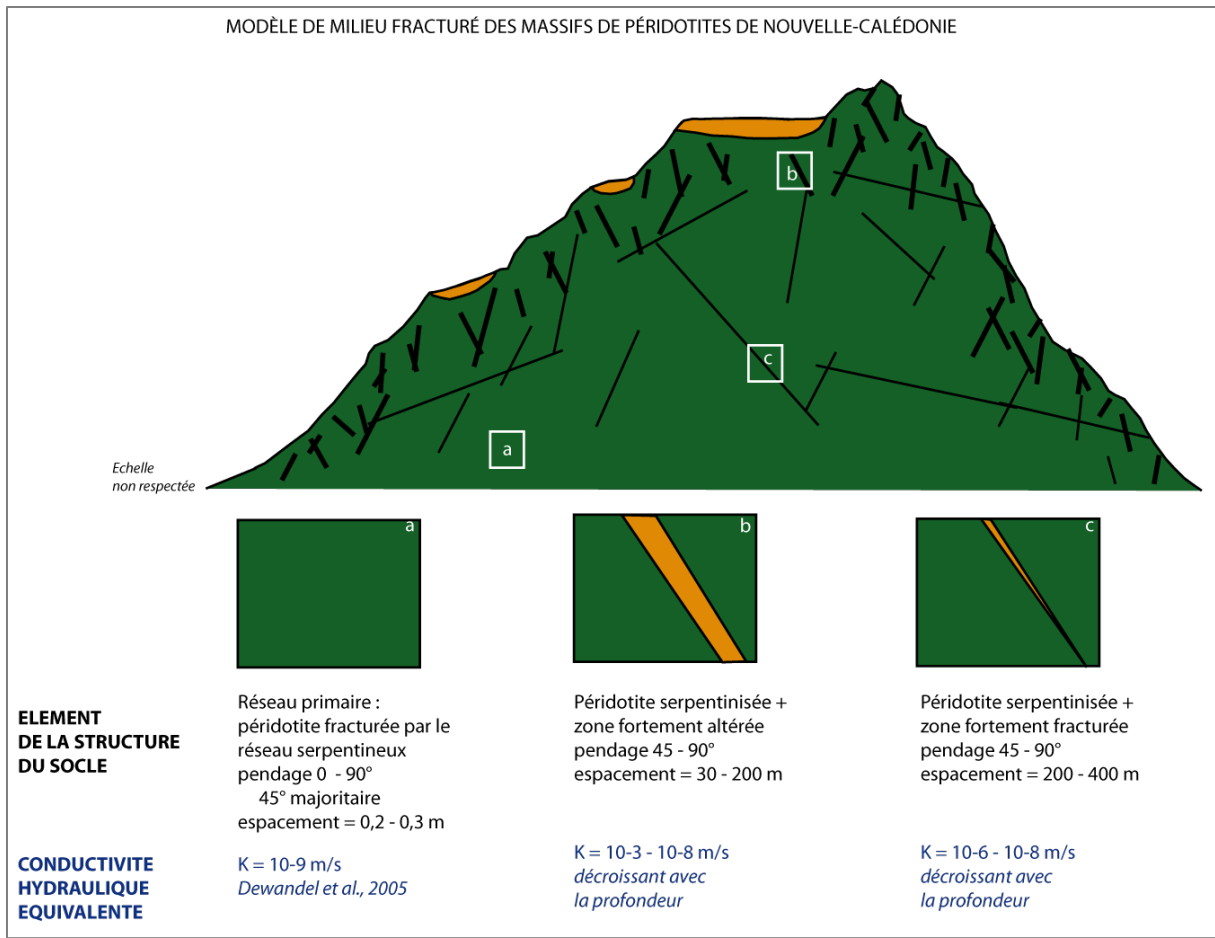 MODÈLE DE MILIEU FRACTURÉ DES MASSIFS DE PÉRIDOTITES DE NOUVELLE-CALÉDONIE
b
c
a
Echelle
non respectée
a
b
c
ELEMENT
DE LA STRUCTURE
DU SOCLE
Réseau primaire :
péridotite fracturée par le
réseau serpentineux
pendage 0 - 90°
45° majoritaire
espacement = 0,2 - 0,3 m
Péridotite serpentinisée +
zone fortement altérée
pendage 45 - 90°
espacement = 30 - 200 m
Péridotite serpentinisée +
zone fortement fracturée
pendage 45 - 90°
espacement = 200 - 400 m
CONDUCTIVITE
HYDRAULIQUE
EQUIVALENTE
K = 10-9 m/s
Dewandel et al., 2005
K = 10-3 - 10-8 m/s
décroissant avec
la profondeur
K = 10-6 - 10-8 m/s
décroissant avec
la profondeur